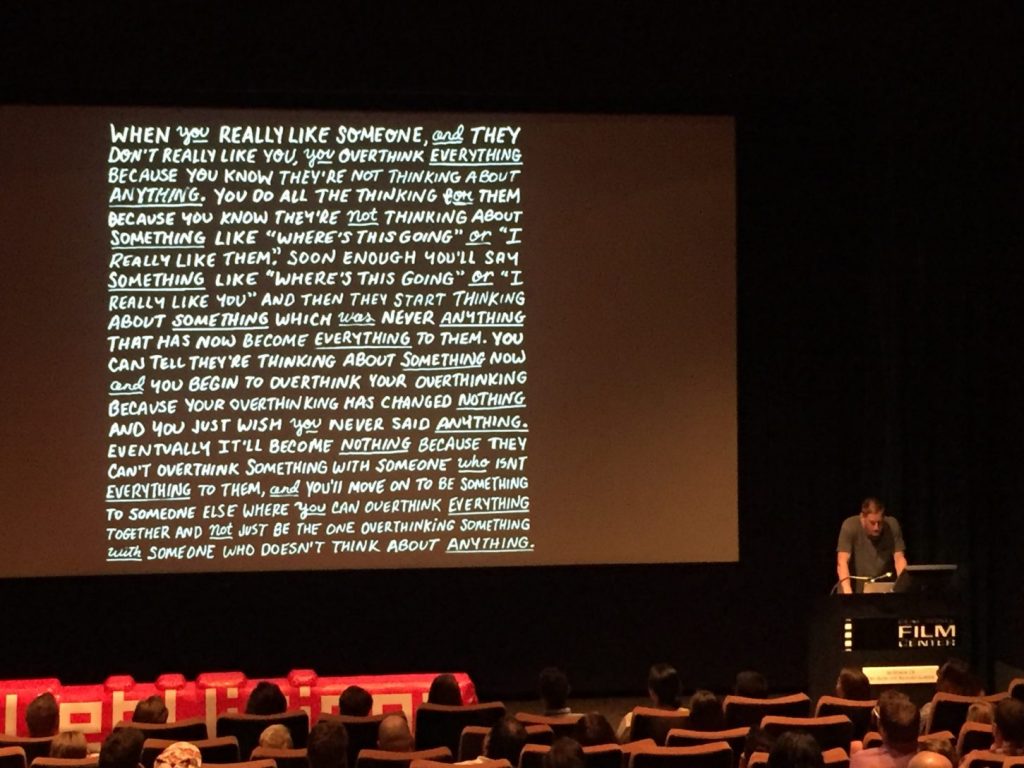 WHEN you REALLY LIKE SOMEONE, and THEY
DON'T REALLY LIKE YOU, you OVERTHINK EVERYTHING
BECAUSE YOU KNOW THEY'RE NOT THINKING ABOUT
ANYTHING. YOU DO ALL THE THINKING for THEM
BECAUSE YOU KNOW THEY'RE not THINKING ABOUT
SOMETHING LIKE "WHERE'S THIS GOING" or "I
REALLY LIKE THEM." SOON ENOUGH YOU'LL SAY
SOMETHING LIKE "WHERE'S THIS GOING" or "I
REALLY LIKE YOU" AND THEN THEY START THINKING
ABOUT SOMETHING WHICH was NEVER ANYTHING
THAT HAS NOW BECOME EVERYTHING TO THEM. YOU
CAN TELL THEY'RE THINKING ABOUT SOMETHING NOW
and YOU BEGIN TO OVERTHINK YOUR OVERTHINKING
BECAUSE YOUR OVERTHINKING HAS CHANGED NOTHING
AND YOU JUST WISH you NEVER SAID ANYTHING.
EVENTUALLY IT'LL BECOME NOTHING BECAUSE THEY
CAN'T OVERTHINK SOMETHING WITH SOMEONE who ISNT
EVERYTHING TO THEM, and YOU'LL MOVE ON TO BE SOMETHING
TO SOMEONE ELSE WHERE you CAN OVERTHINK EVERYTHING
TOGETHER AND not JUST BE THE ONE OVERTHINKING SOMETHING
with SOMEONE WHO DOESN'T THINK ABOUT ANYTHING.
FILM
CENTER